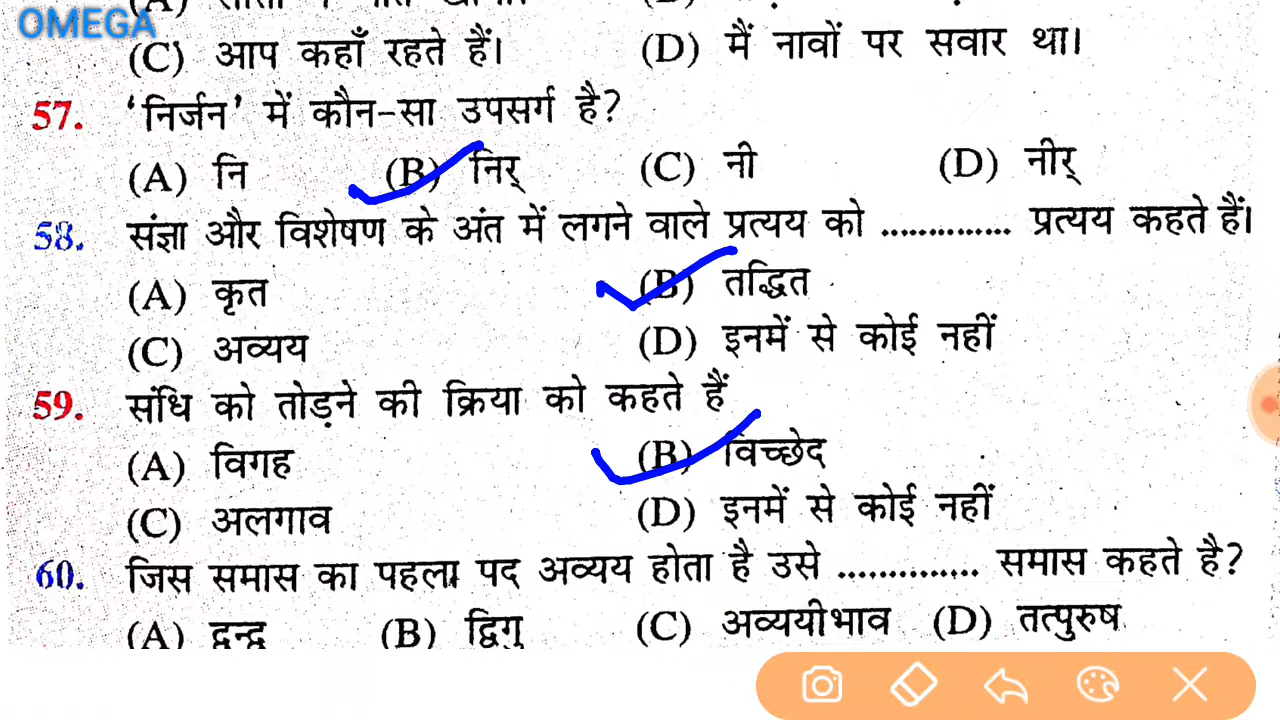 OMEGA
(C) आप कहाँ रहते हैं। (D) मैं नावों पर सवार था।
57. 'निर्जन' में कौन-सा उपसर्ग है?
(A) नि (B) निर् (C) नी (D) नीर्
58. संज्ञा और विशेषण के अंत में लगने वाले प्रत्यय को .............. प्रत्यय कहते हैं।
(A) कृत (B) तद्धित
(C) अव्यय (D) इनमें से कोई नहीं
59. संधि को तोड़ने की क्रिया को कहते हैं
(A) विगह (B) विच्छेद
(C) अलगाव (D) इनमें से कोई नहीं
60. जिस समास का पहला पद अव्यय होता है उसे .............. समास कहते है?
(A) द्वन्द्व (B) द्विगु (C) अव्ययीभाव (D) तत्पुरुष